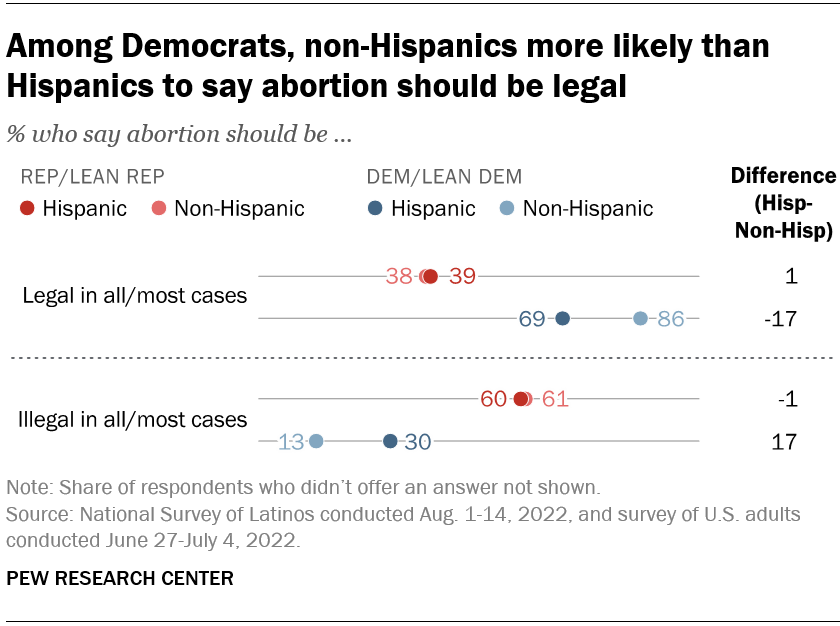 Among Democrats, non-Hispanics more likely than
Hispanics to say abortion should be legal
% who say abortion should be ...
REP/LEAN REP DEM/LEAN DEM Difference
Hispanic Non-Hispanic Hispanic Non-Hispanic (Hisp-
Non-Hisp)
38 39 1
Legal in all/most cases
69 86 -17
60 61 -1
Illegal in all/most cases
13 30 17
Note: Share of respondents who didn't offer an answer not shown.
Source: National Survey of Latinos conducted Aug. 1-14, 2022, and survey of U.S. adults
conducted June 27-July 4, 2022.
PEW RESEARCH CENTER